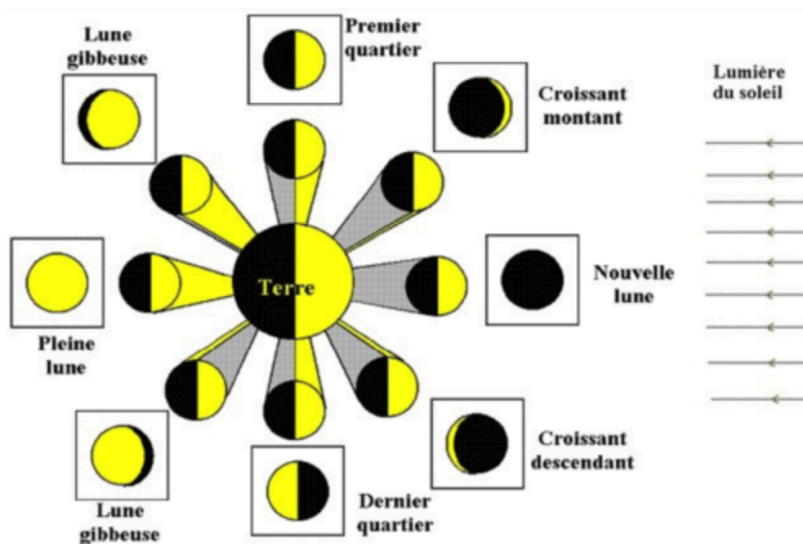 Lune
gibbeuse
Premier
quartier
Croissant
montant
Lumière
du soleil
Terre
Nouvelle
lune
Pleine
lune
Lune
gibbeuse
Dernier
quartier
Croissant
descendant